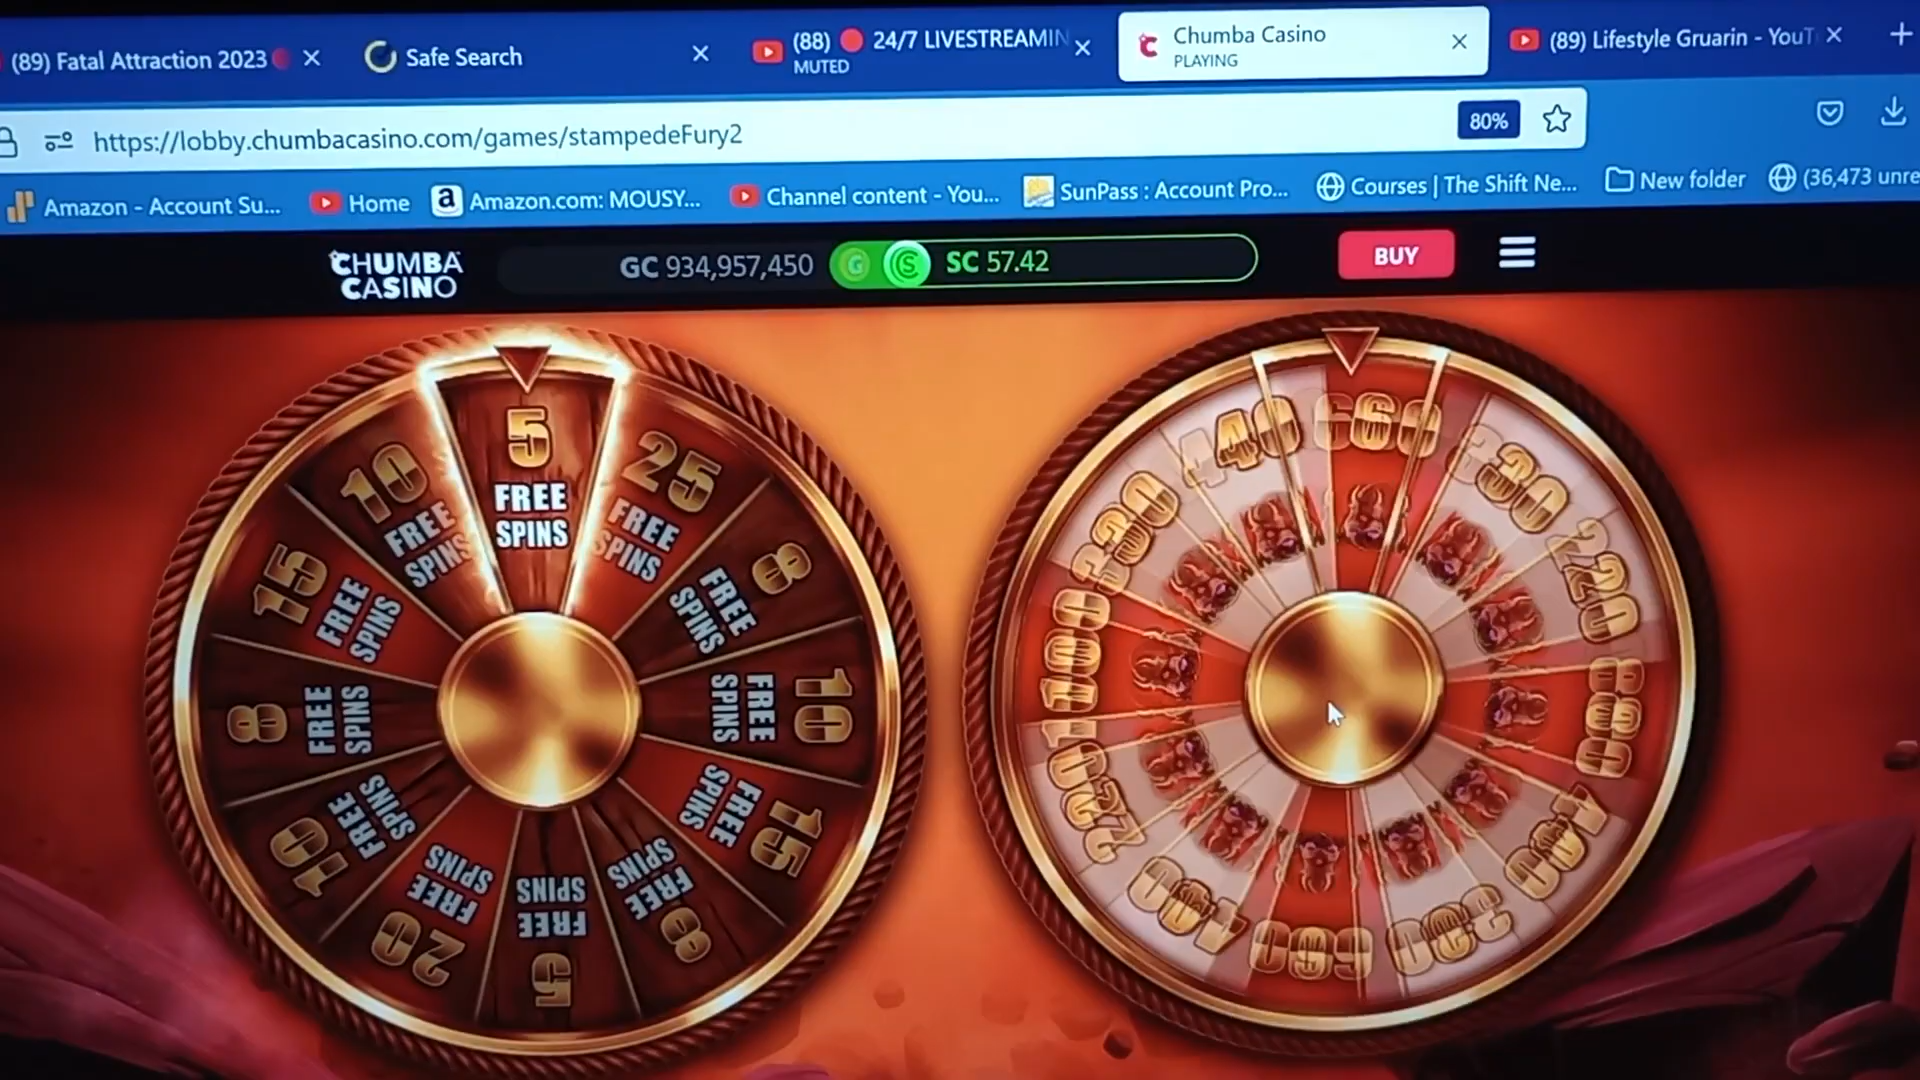 (89) Fatal Attraction 2023
Safe Search
(88) 24/7 LIVESTREAMIN
MUTED
Chumba Casino
PLAYING
(89) Lifestyle Gruarin - YouT
https://lobby.chumbacasino.com/games/stampedeFury2
80%
Amazon - Account Su...
Home
Amazon.com: MOUSY...
Channel content - You...
SunPass : Account Pro...
Courses | The Shift Ne...
New folder
(36,473 unre
CHUMBA
CASINO
GC 934,957,450
G
S
SC 57.42
BUY
5
FREE
SPINS
25
FREE
SPINS
8
FREE
SPINS
10
FREE
SPINS
15
FREE
SPINS
8
FREE
SPINS
5
FREE
SPINS
20
FREE
SPINS
10
FREE
SPINS
8
FREE
SPINS
15
FREE
SPINS
10
FREE
SPINS
660
330
220
880
440
330
660
440
220
1100
330
440